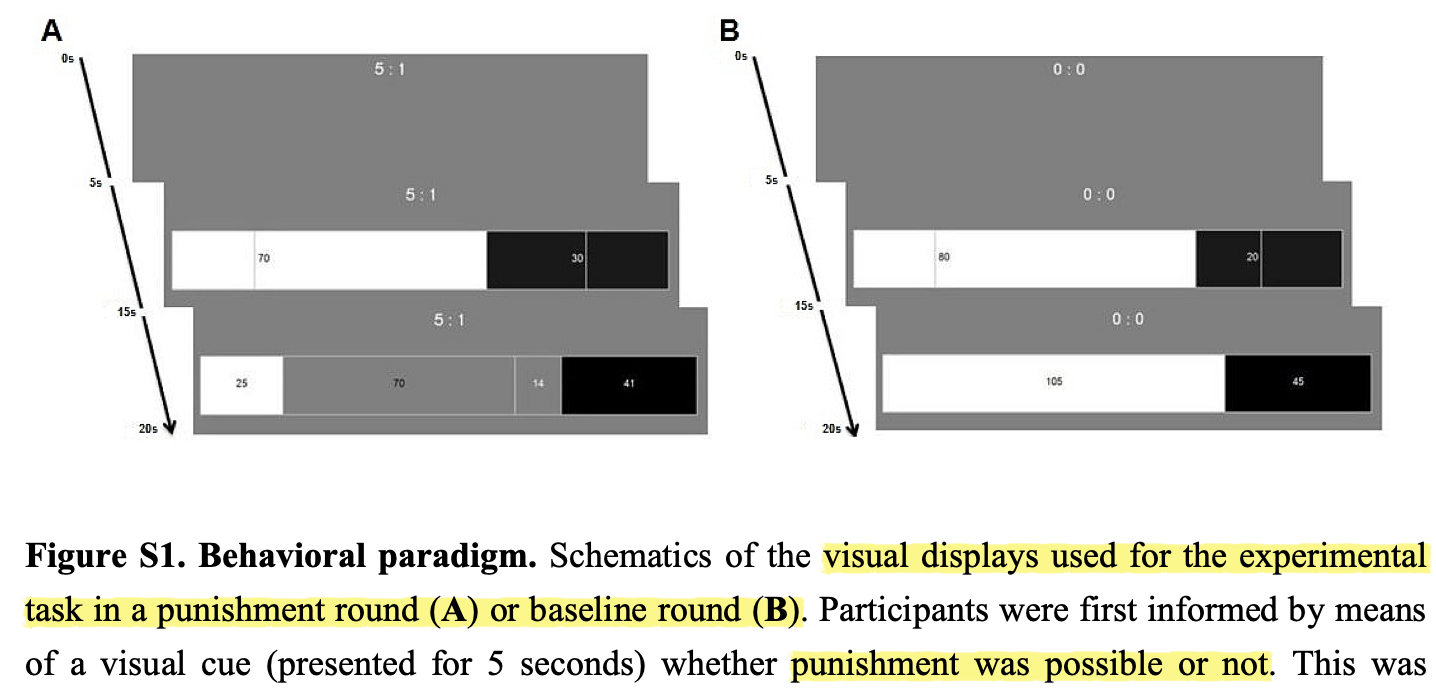 A
0s
5 : 1
5s
5 : 1
70
30
15s
5 : 1
25
70
14
41
20s
B
0s
0 : 0
5s
0 : 0
80
20
15s
0 : 0
105
45
20s
Figure S1. Behavioral paradigm. Schematics of the visual displays used for the experimental
task in a punishment round (A) or baseline round (B). Participants were first informed by means
of a visual cue (presented for 5 seconds) whether punishment was possible or not. This was